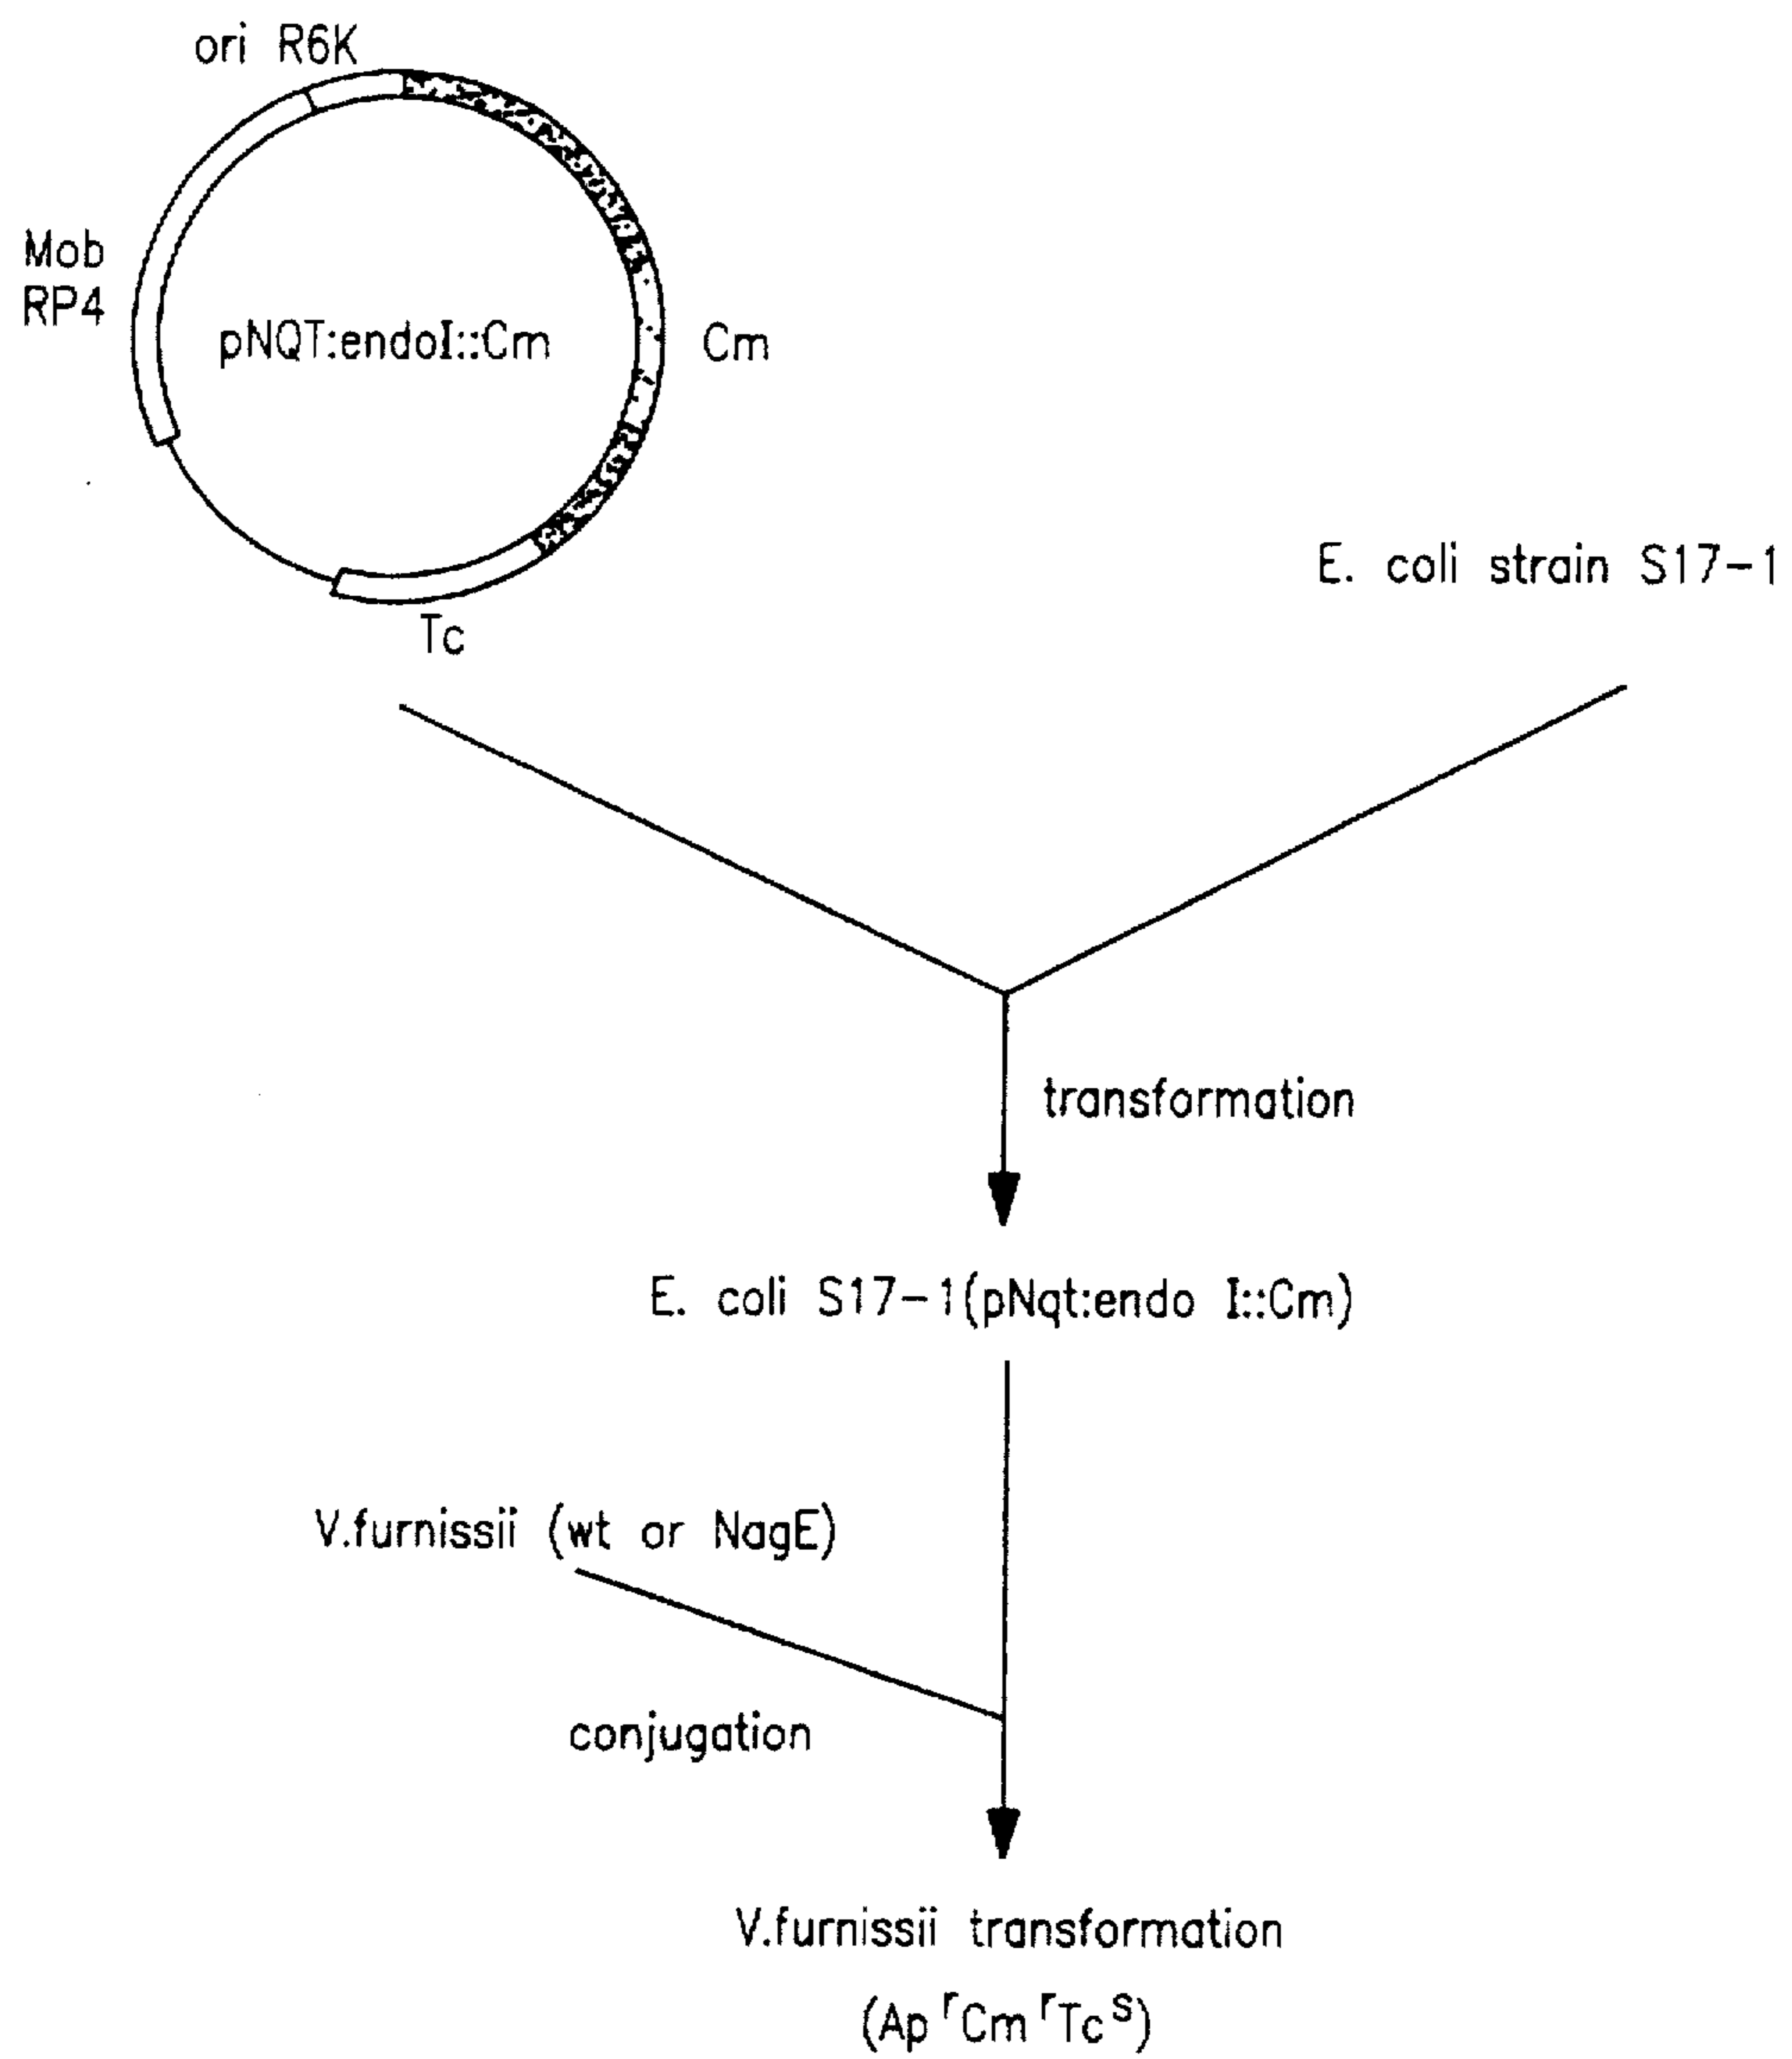 ori R6K
Mob
RP4
pNQT:endoI::Cm
Cm
Tc
E. coli strain S17-1
transformation
E. coli S17-1(pNqt:endo I::Cm)
V.furnissii (wt or NagE)
conjugation
V.furnissii transformation
(Ap^r Cm^r Tc^S)